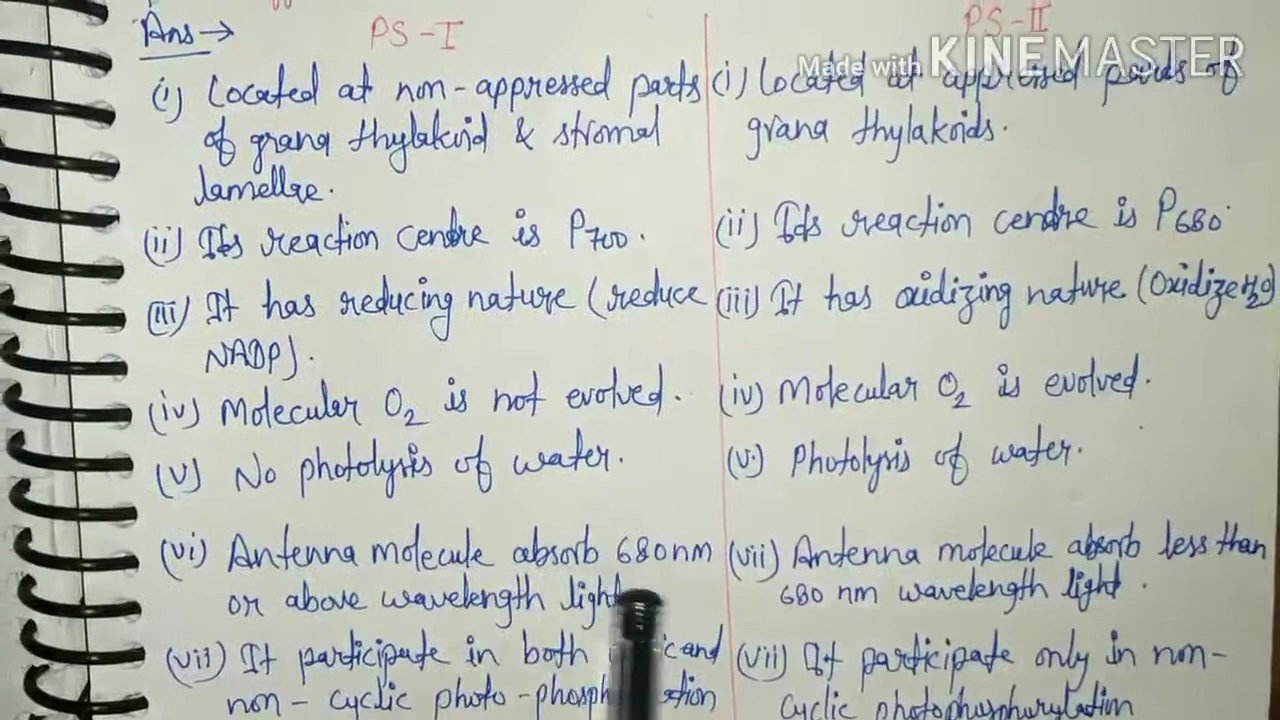 Ans →
PS - I
(i) Located at non-appressed parts
of grana thylakoid & stromal
lamellae.
(ii) Its reaction centre is P700.
(iii) It has reducing nature (reduce
NADP).
(iv) Molecular O2 is not evolved.
(v) No photolysis of water.
(vi) Antenna molecule absorb 680nm
or above wavelength light
(vii) It participate in both and
non - cyclic photo -
PS - II
Made with KINEMASTER
(i) Located at appressed parts of
grana thylakoids.
(ii) Its reaction centre is P680.
(iii) It has oxidizing nature (Oxidize H2O)
(iv) Molecular O2 is evolved.
(v) Photolysis of water.
(vii) Antenna molecule absorb less than
680 nm wavelength light.
(vii) It participate only in non-
cyclic photophosphorylation